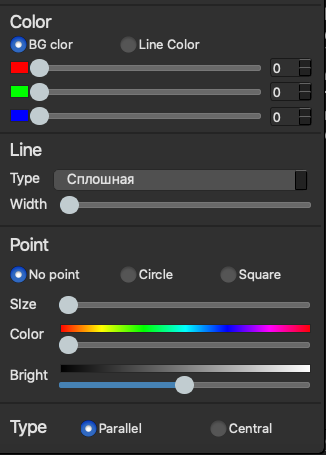 Color
BG clor Line Color
0
0
0
Line
Type Сплошная
Width
Point
No point Circle Square
SIze
Color
Bright
Type Parallel Central